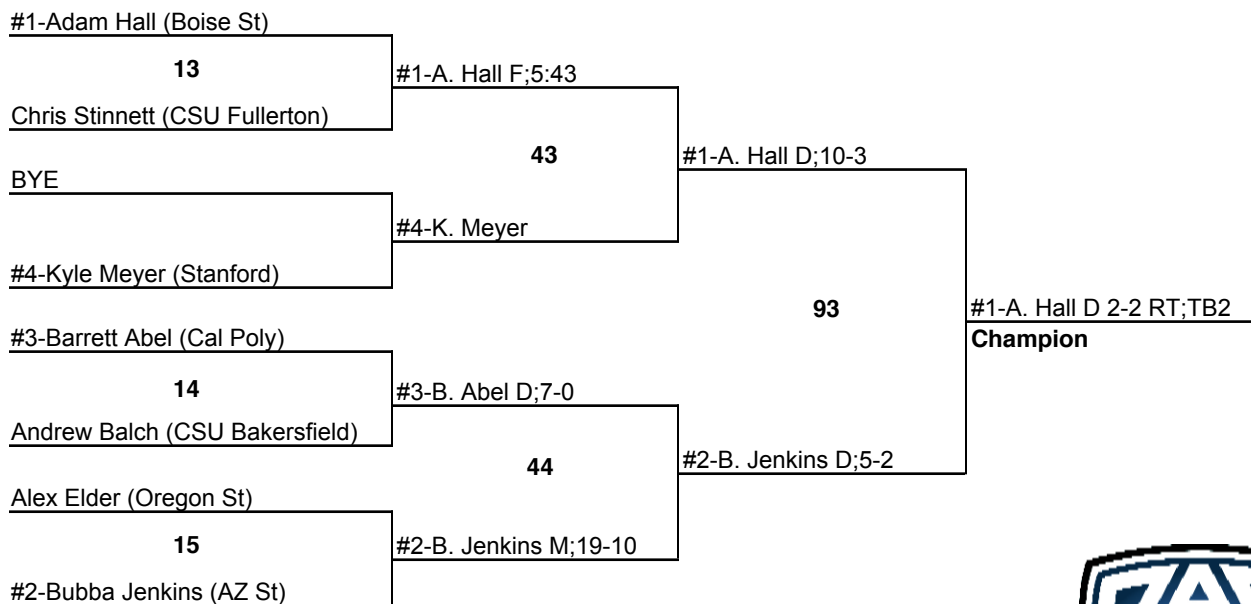 #1-Adam Hall (Boise St)
13
#1-A. Hall F;5:43
Chris Stinnett (CSU Fullerton)
43
#1-A. Hall D;10-3
BYE
#4-K. Meyer
#4-Kyle Meyer (Stanford)
93
#1-A. Hall D 2-2 RT;TB2
Champion
#3-Barrett Abel (Cal Poly)
14
#3-B. Abel D;7-0
Andrew Balch (CSU Bakersfield)
44
#2-B. Jenkins D;5-2
Alex Elder (Oregon St)
15
#2-B. Jenkins M;19-10
#2-Bubba Jenkins (AZ St)